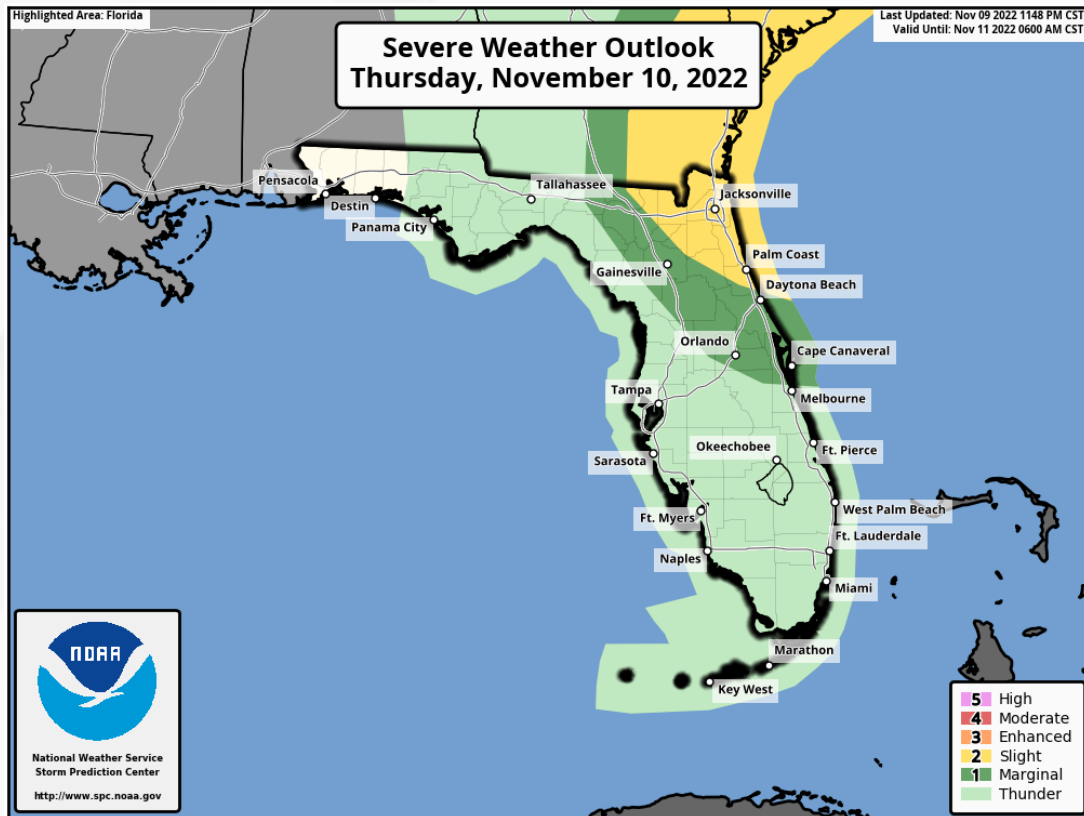 Highlighted Area: Florida
Last Updated: Nov 09 2022 1148 PM CST
Valid Until: Nov 11 2022 0600 AM CST
Severe Weather Outlook
Thursday, November 10, 2022
Pensacola
Destin
Panama City
Tallahassee
Jacksonville
Palm Coast
Gainesville
Daytona Beach
Orlando
Cape Canaveral
Tampa
Melbourne
Okeechobee
Ft. Pierce
Sarasota
West Palm Beach
Ft. Myers
Ft. Lauderdale
Naples
Miami
Marathon
Key West
NOAA
National Weather Service
Storm Prediction Center
http://www.spc.noaa.gov
5 High
4 Moderate
3 Enhanced
2 Slight
1 Marginal
Thunder